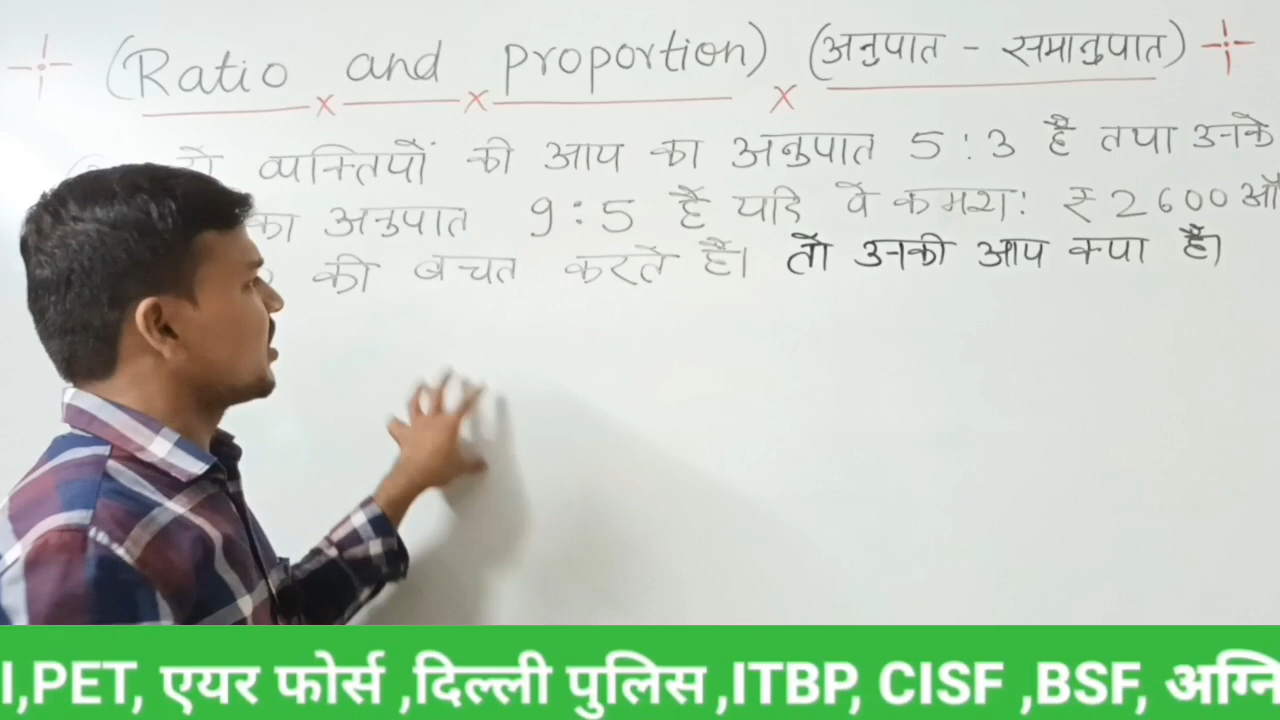 (Ratio and proportion) (अनुपात - समानुपात)
व्यक्तियों की आय का अनुपात 5 : 3 है तथा उनके
का अनुपात 9 : 5 है यदि वे क्रमशः ₹ 2600 औ
की बचत करते हैं। तो उनकी आय क्या है।
I,PET, एयर फोर्स ,दिल्ली पुलिस ,ITBP, CISF ,BSF, अग्नि